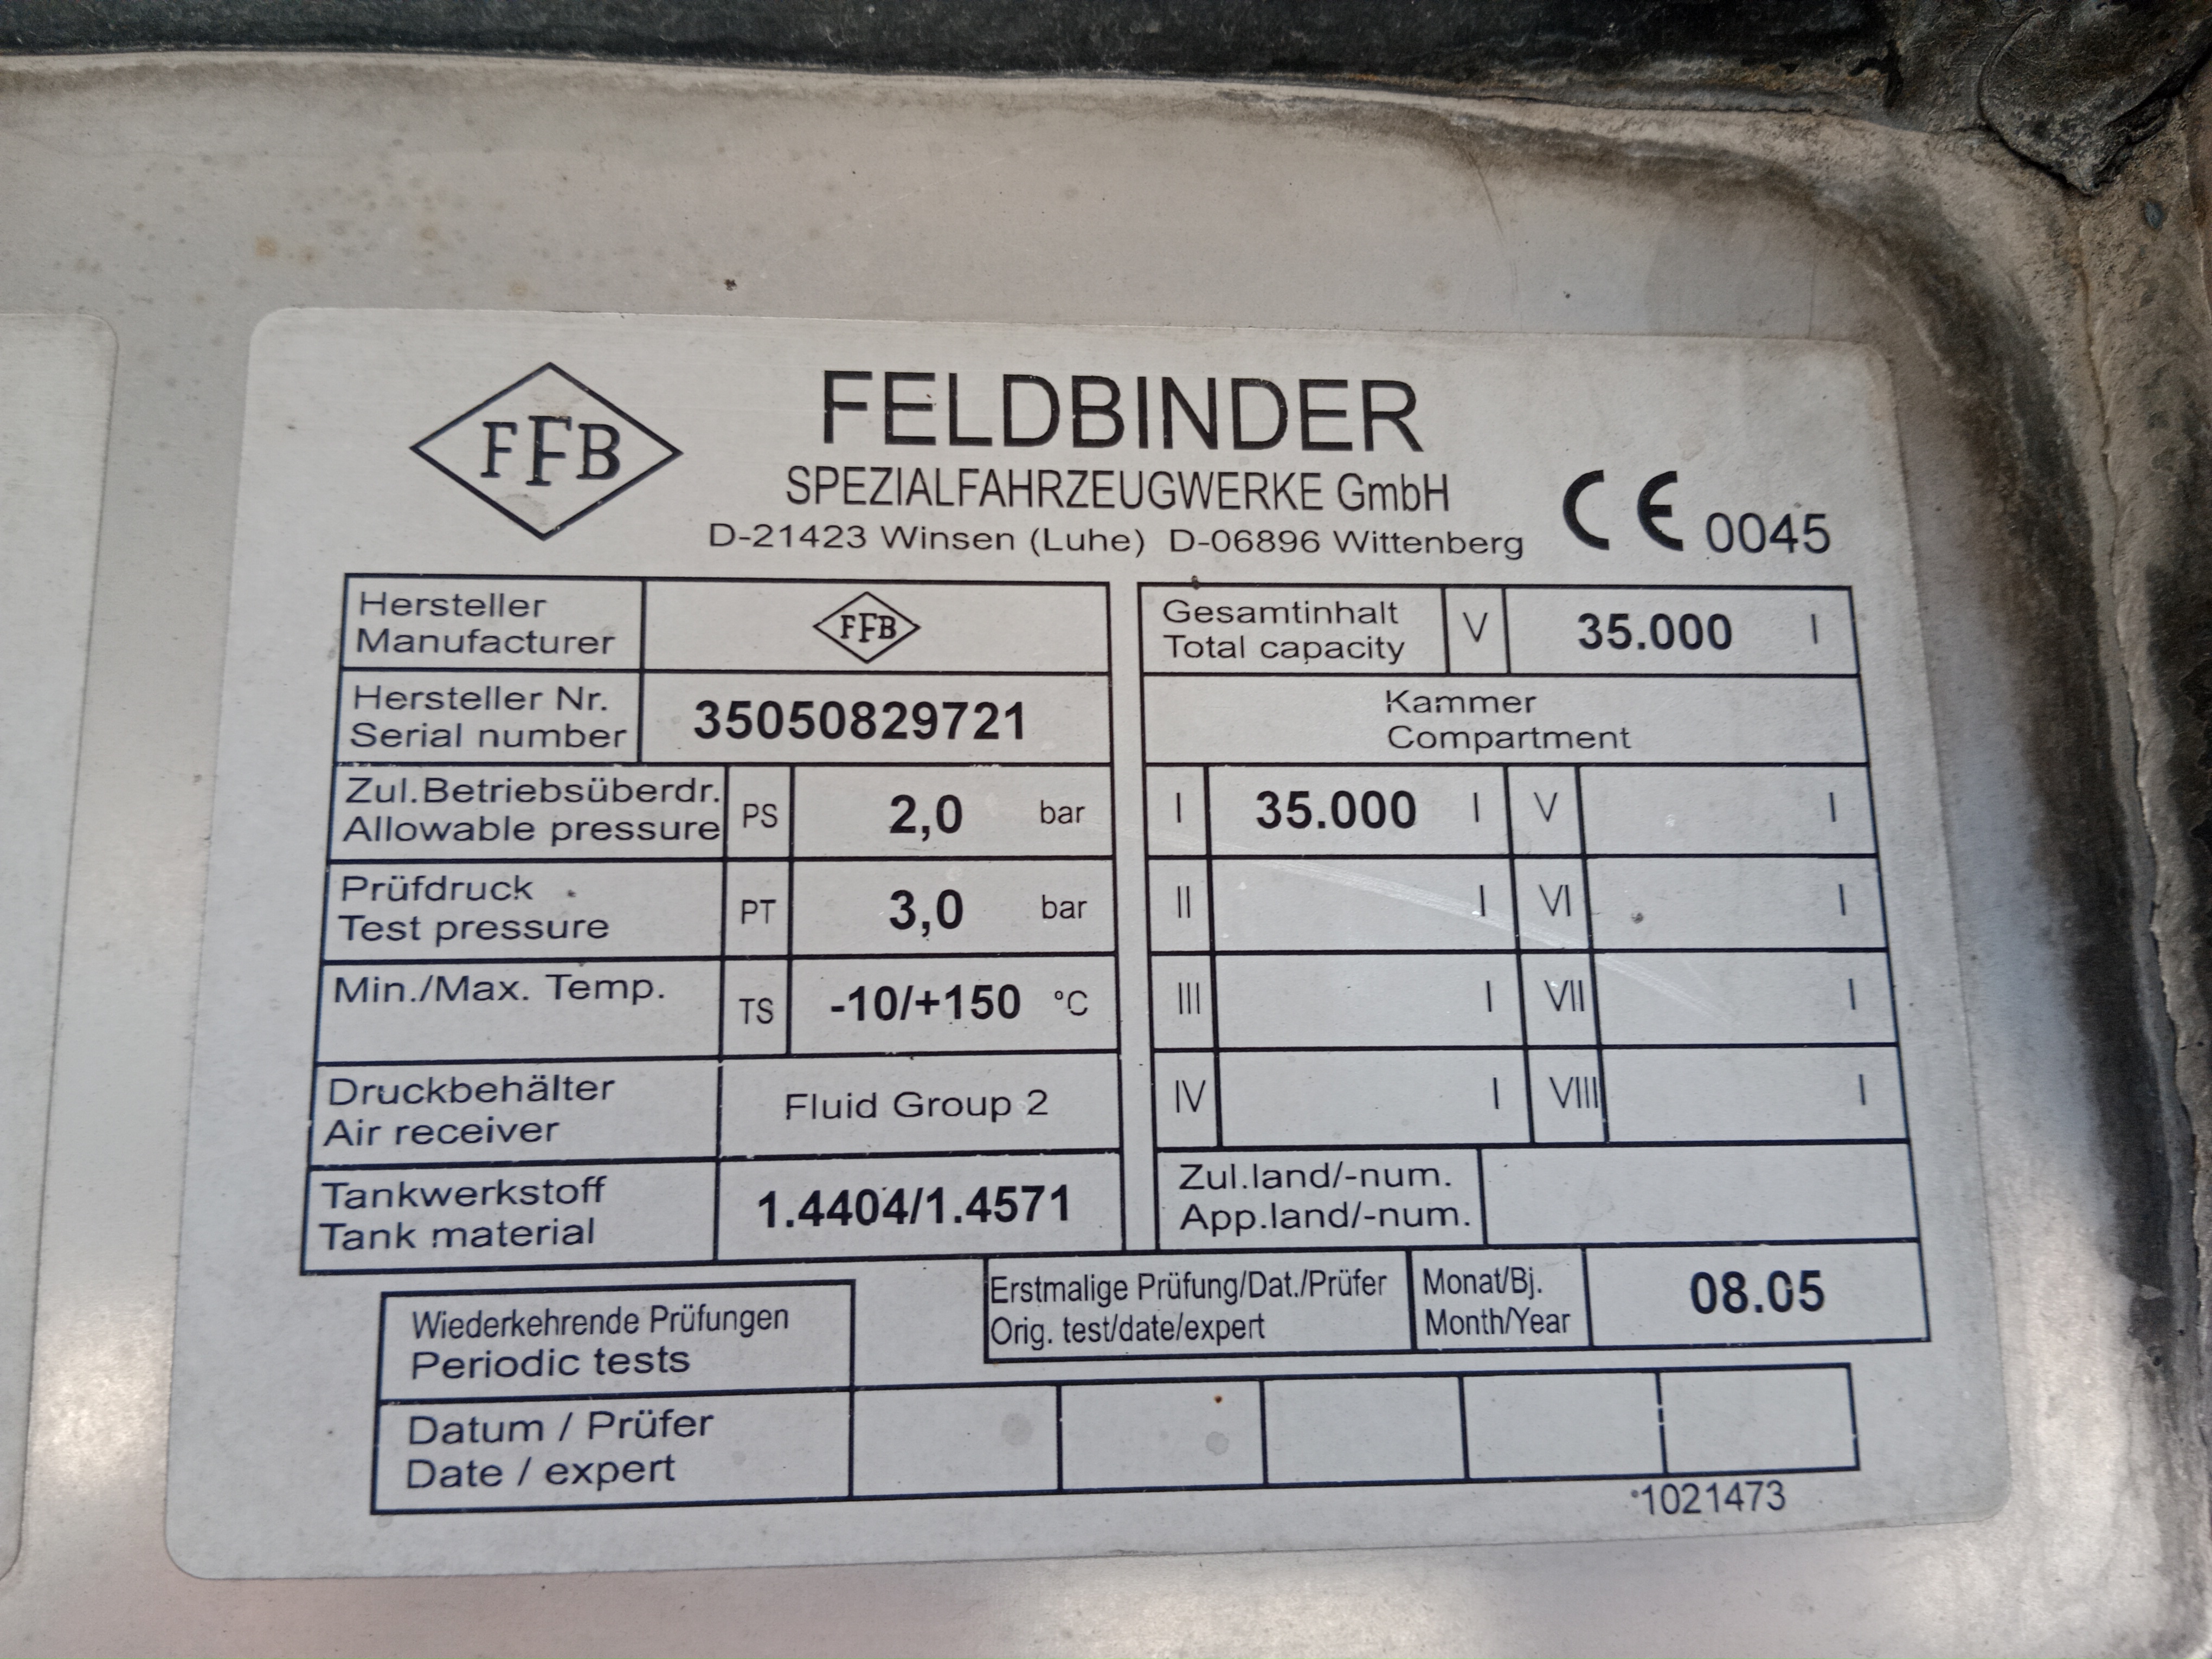 FFB
FELDBINDER
SPEZIALFAHRZEUGWERKE GmbH
D-21423 Winsen (Luhe) D-06896 Wittenberg
CE 0045
Hersteller
Manufacturer
FFB
Hersteller Nr.
Serial number
35050829721
Zul.Betriebsüberdr.
Allowable pressure
PS
2,0 bar
Prüfdruck
Test pressure
PT
3,0 bar
Min./Max. Temp.
TS
-10/+150 °C
Druckbehälter
Air receiver
Fluid Group 2
Tankwerkstoff
Tank material
1.4404/1.4571
Gesamtinhalt
Total capacity
V
35.000 l
Kammer
Compartment
I 35.000 l V l
II l VI l
III l VII l
IV l VIII l
Zul.land/-num.
App.land/-num.
Erstmalige Prüfung/Dat./Prüfer
Orig. test/date/expert
Monat/Bj.
Month/Year
08.05
Wiederkehrende Prüfungen
Periodic tests
Datum / Prüfer
Date / expert
1021473